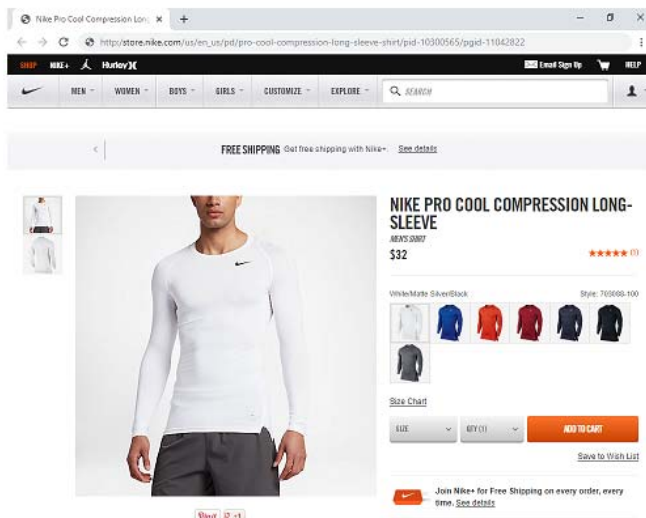 Nike Pro Cool Compression Lon
http://store.nike.com/us/en_us/pd/pro-cool-compression-long-sleeve-shirt/pid-10300565/pgid-11042822
SHOP NIKE+ Hurley Email Sign Up HELP
MEN WOMEN BOYS GIRLS CUSTOMIZE EXPLORE SEARCH
FREE SHIPPING Get free shipping with Nike+. See details
NIKE PRO COOL COMPRESSION LONG-
SLEEVE
MEN'S SHIRT
$32 (1)
White/Matte Silver/Black Style: 703088-100
Size Chart
SIZE QTY (1) ADD TO CART
Save to Wish List
Join Nike+ for Free Shipping on every order, every
time. See details
Pin it +1